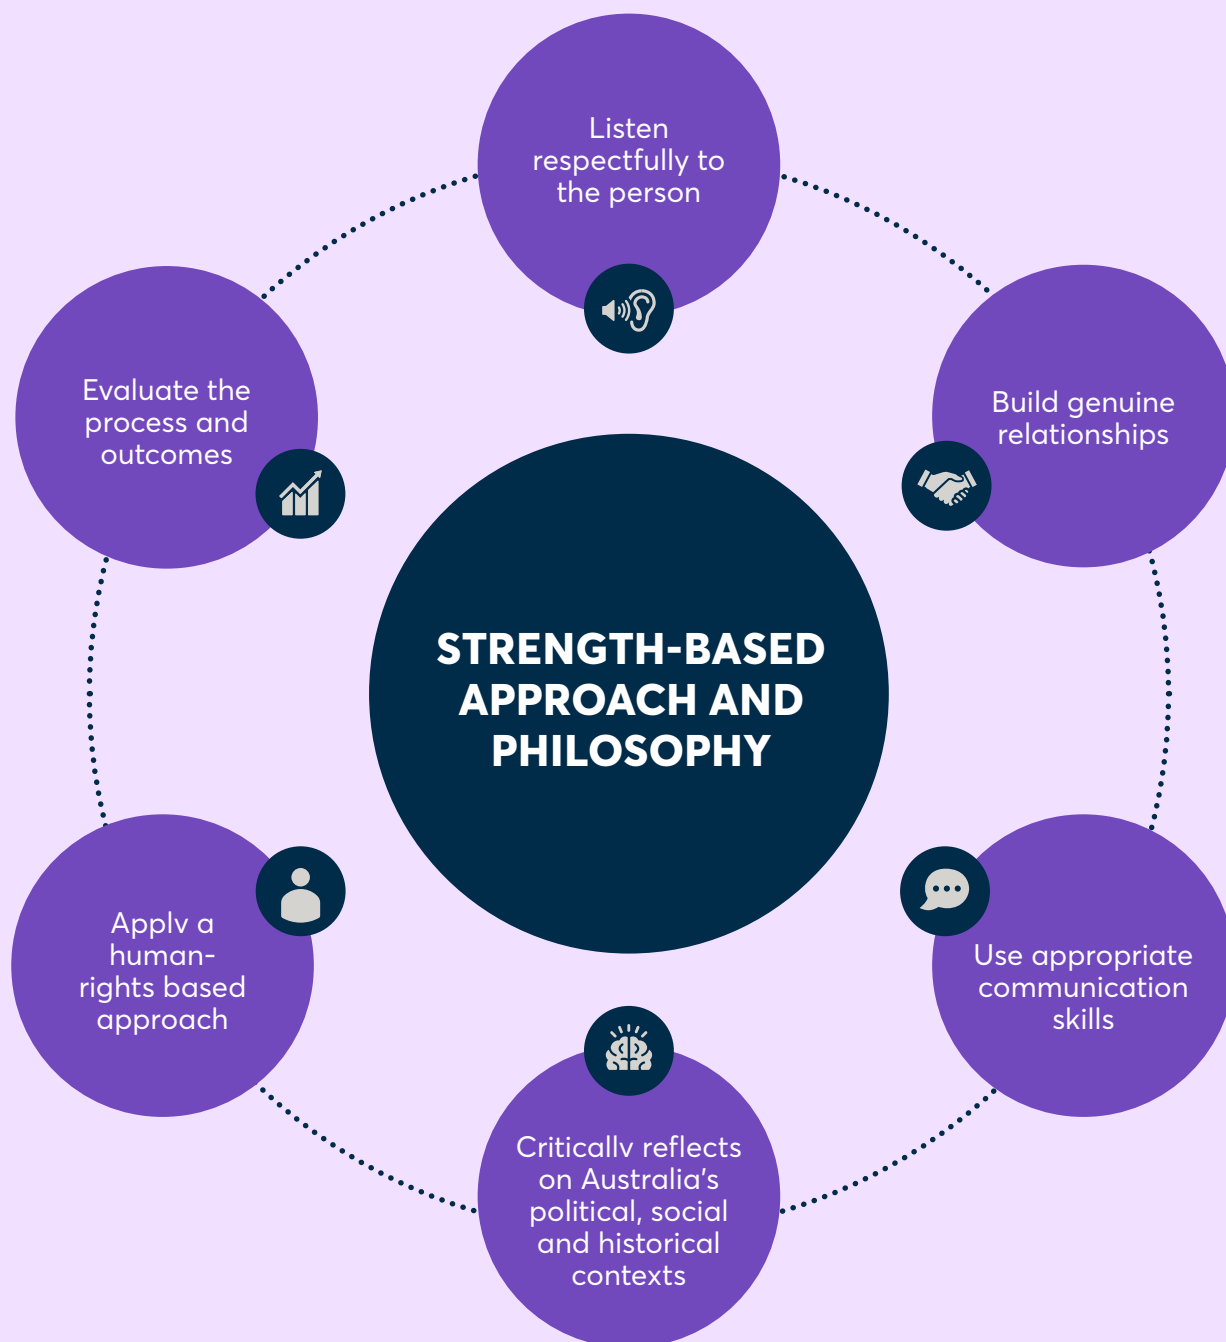 Listen
respectfully to
the person
Build genuine
relationships
Evaluate the
process and
outcomes
STRENGTH-BASED
APPROACH AND
PHILOSOPHY
Applv a
human-
rights based
approach
Use appropriate
communication
skills
Criticallv reflects
on Australia's
political, social
and historical
contexts